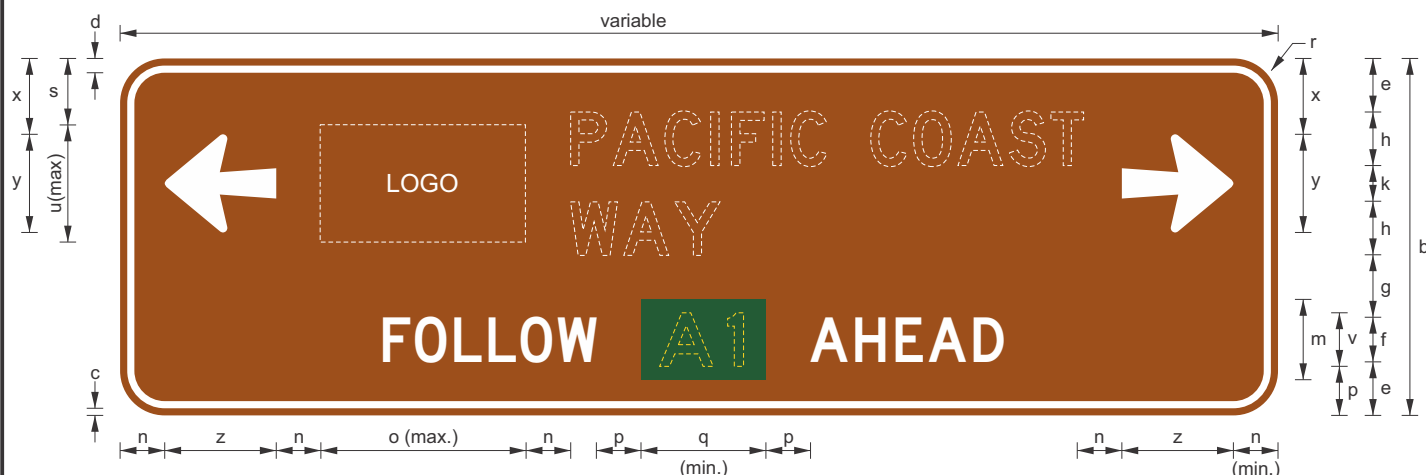 d
variable
r
x
s
e
x
PACIFIC COAST
h
y
u(max)
LOGO
y
k
b
WAY
h
g
FOLLOW A1 AHEAD
m
v
f
c
p
e
n
z
n
o (max.)
n
p
q
p
n
z
n
(min.)
(min.)